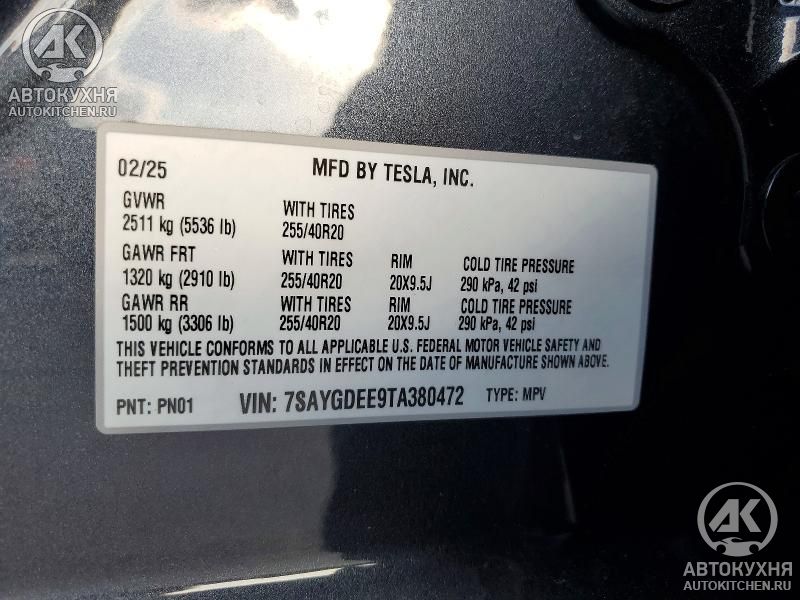 АК
АВТОКУХНЯ
AUTOKITCHEN.RU
02/25 MFD BY TESLA, INC.
GVWR
2511 kg (5536 lb) WITH TIRES
255/40R20
GAWR FRT WITH TIRES RIM COLD TIRE PRESSURE
1320 kg (2910 lb) 255/40R20 20X9.5J 290 kPa, 42 psi
GAWR RR WITH TIRES RIM COLD TIRE PRESSURE
1500 kg (3306 lb) 255/40R20 20X9.5J 290 kPa, 42 psi
THIS VEHICLE CONFORMS TO ALL APPLICABLE U.S. FEDERAL MOTOR VEHICLE SAFETY AND
THEFT PREVENTION STANDARDS IN EFFECT ON THE DATE OF MANUFACTURE SHOWN ABOVE.
PNT: PN01 VIN: 7SAYGDEE9TA380472 TYPE: MPV
АК
АВТОКУХНЯ
AUTOKITCHEN.RU